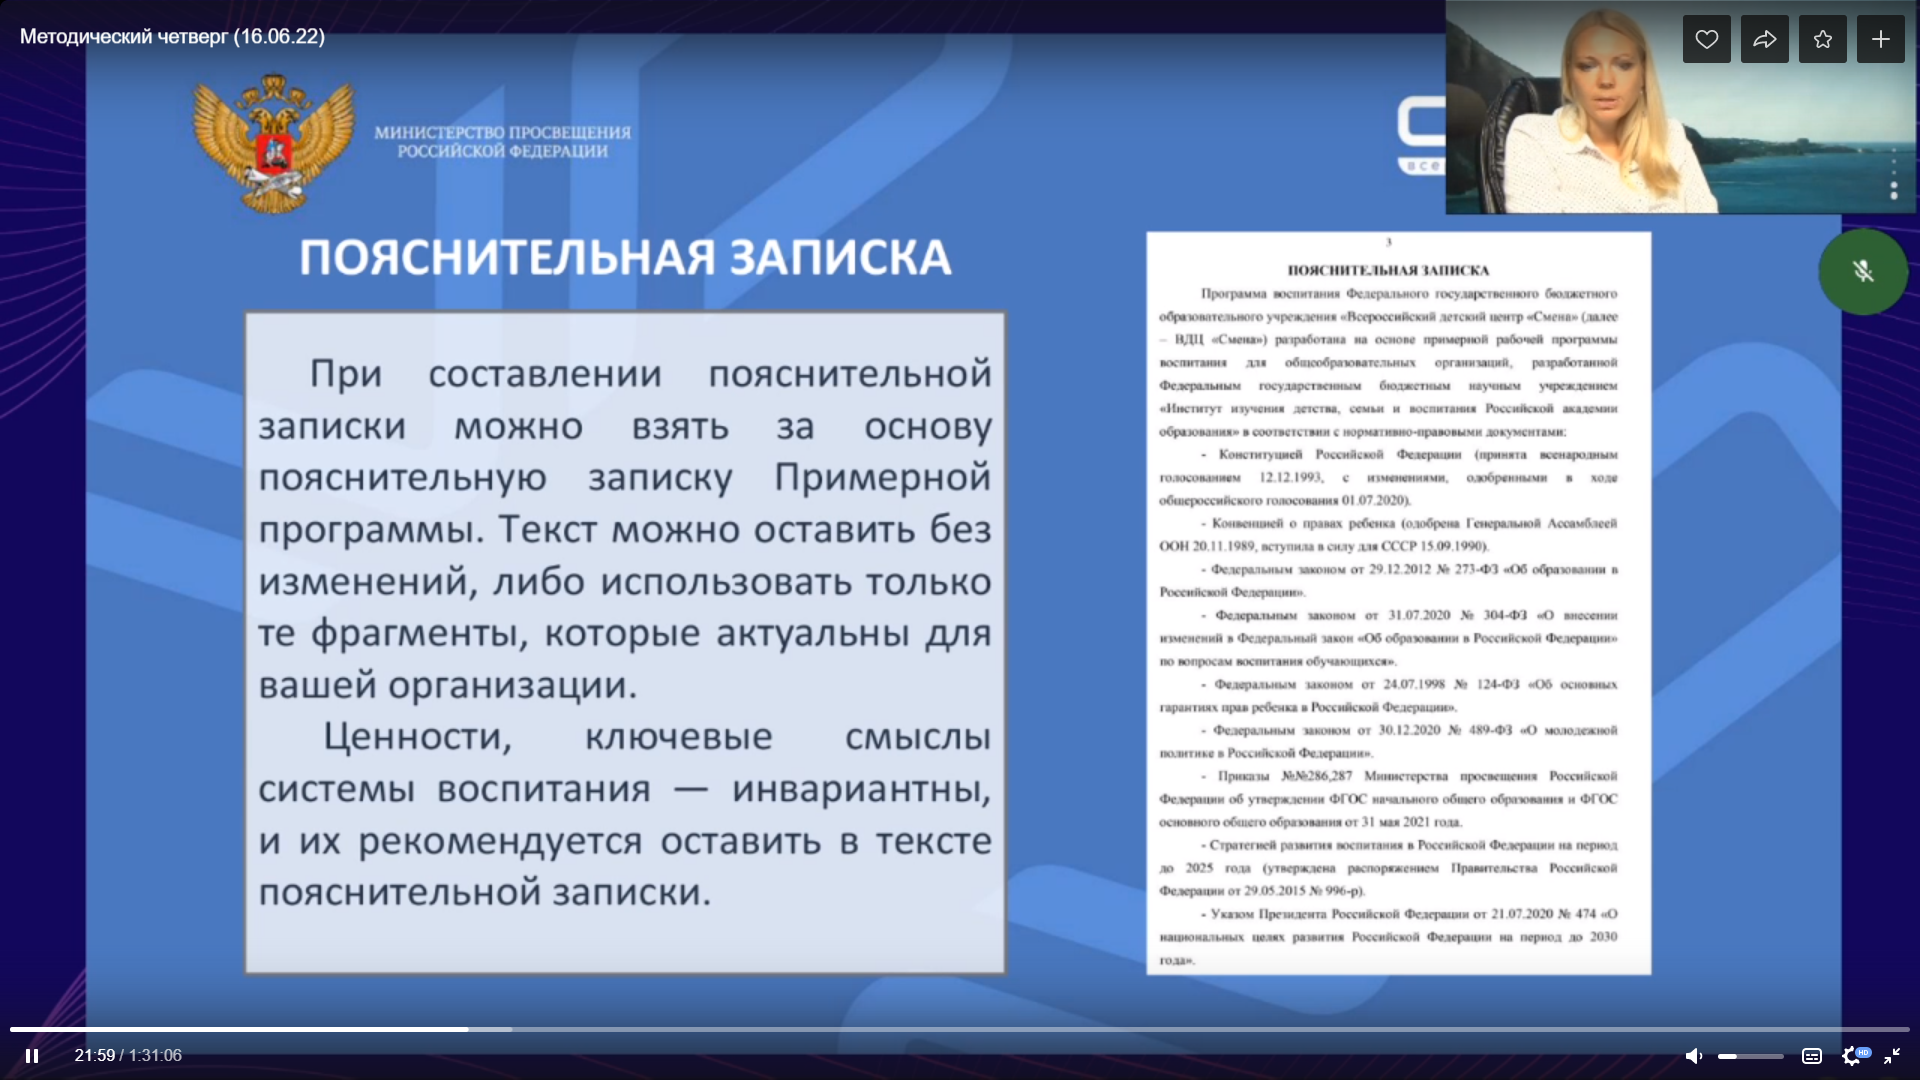 Методический четверг (16.06.22)
МИНИСТЕРСТВО ПРОСВЕЩЕНИЯ
РОССИЙСКОЙ ФЕДЕРАЦИИ
все
ПОЯСНИТЕЛЬНАЯ ЗАПИСКА
При составлении пояснительной
записки можно взять за основу
пояснительную записку Примерной
программы. Текст можно оставить без
изменений, либо использовать только
те фрагменты, которые актуальны для
вашей организации.
Ценности, ключевые смыслы
системы воспитания — инвариантны,
и их рекомендуется оставить в тексте
пояснительной записки.
3
ПОЯСНИТЕЛЬНАЯ ЗАПИСКА
Программа воспитания Федерального государственного бюджетного
образовательного учреждения «Всероссийский детский центр «Смена» (далее
– ВДЦ «Смена») разработана на основе примерной рабочей программы
воспитания для общеобразовательных организаций, разработанной
Федеральным государственным бюджетным научным учреждением
«Институт изучения детства, семьи и воспитания Российской академии
образования» в соответствии с нормативно-правовыми документами:
- Конституцией Российской Федерации (принята всенародным
голосованием 12.12.1993, с изменениями, одобренными в ходе
общероссийского голосования 01.07.2020).
- Конвенцией о правах ребенка (одобрена Генеральной Ассамблеей
ООН 20.11.1989, вступила в силу для СССР 15.09.1990).
- Федеральным законом от 29.12.2012 № 273-ФЗ «Об образовании в
Российской Федерации».
- Федеральным законом от 31.07.2020 № 304-ФЗ «О внесении
изменений в Федеральный закон «Об образовании в Российской Федерации»
по вопросам воспитания обучающихся».
- Федеральным законом от 24.07.1998 № 124-ФЗ «Об основных
гарантиях прав ребенка в Российской Федерации».
- Федеральным законом от 30.12.2020 № 489-ФЗ «О молодежной
политике в Российской Федерации».
- Приказы №№286,287 Министерства просвещения Российской
Федерации об утверждении ФГОС начального общего образования и ФГОС
основного общего образования от 31 мая 2021 года.
- Стратегией развития воспитания в Российской Федерации на период
до 2025 года (утверждена распоряжением Правительства Российской
Федерации от 29.05.2015 № 996-р).
- Указом Президента Российской Федерации от 21.07.2020 № 474 «О
национальных целях развития Российской Федерации на период до 2030
года».
21:59 / 1:31:06
HD